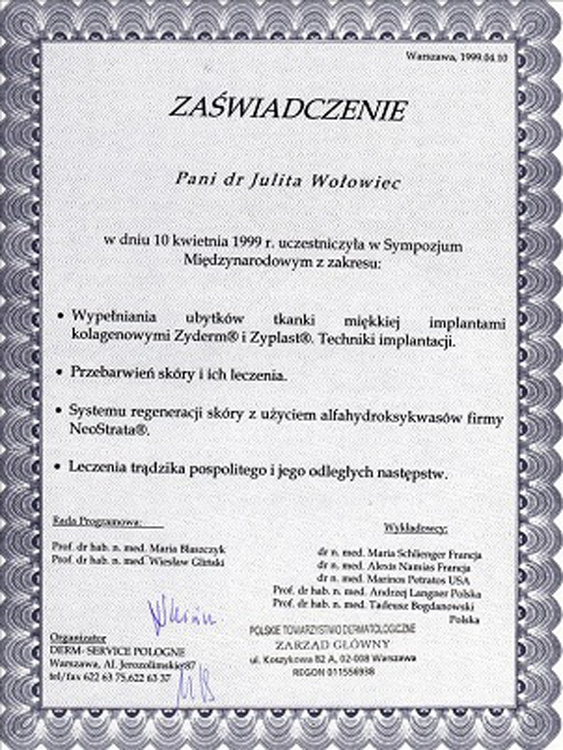 Warszawa, 1999.04.10
ZAŚWIADCZENIE
Pani dr Julita Wołowiec
w dniu 10 kwietnia 1999 r. uczestniczyła w Sympozjum
Międzynarodowym z zakresu:
• Wypełniania ubytków tkanki miękkiej implantami
kolagenowymi Zyderm® i Zyplast®. Techniki implantacji.
• Przebarwień skóry i ich leczenia.
• Systemu regeneracji skóry z użyciem alfahydroksykwasów firmy
NeoStrata®.
• Leczenia trądzika pospolitego i jego odległych następstw.
Rada Programowa:
Prof. dr hab. n. med. Maria Błaszczyk
Prof. dr hab. n. med. Wiesław Gliński
Wykładowcy:
dr n. med. Maria Schlienger Francja
dr n. med. Alexis Namias Francja
dr n. med. Marinos Petratos USA
Prof. dr hab. n. med. Andrzej Langner Polska
Prof. dr hab. n. med. Tadeusz Bogdanowski
Polska
Organizator
DERM- SERVICE POLOGNE
Warszawa, Al. Jerozolimskie 87
tel/fax 622 63 75, 622 63 37
POLSKIE TOWARZYSTWO DERMATOLOGICZNE
ZARZĄD GŁÓWNY
ul. Koszykowa 82 A, 02-008 Warszawa
REGON 011556938